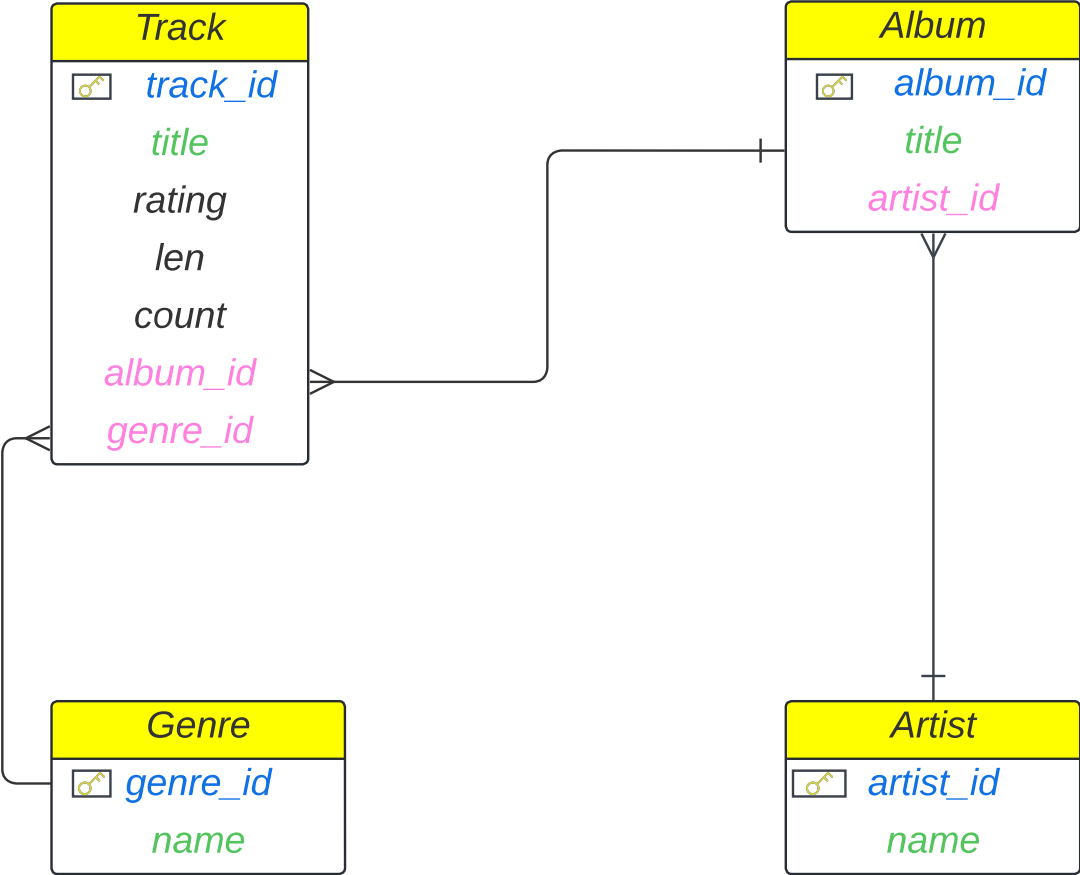 Track
track_id
title
rating
len
count
album_id
genre_id
Album
album_id
title
artist_id
Genre
genre_id
name
Artist
artist_id
name